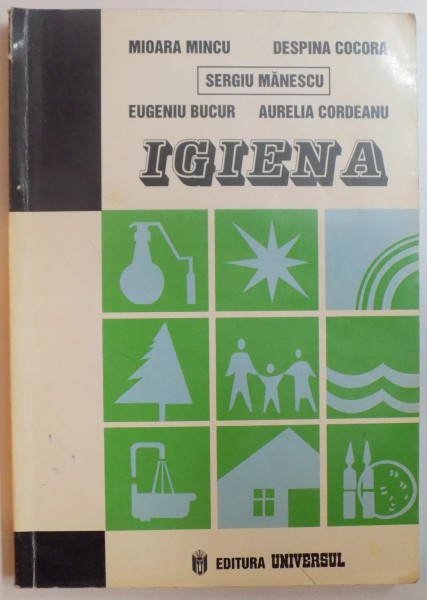 MIOARA MINCU DESPINA COCORA
SERGIU MĂNESCU
EUGENIU BUCUR AURELIA CORDEANU
IGIENA
EDITURA UNIVERSUL